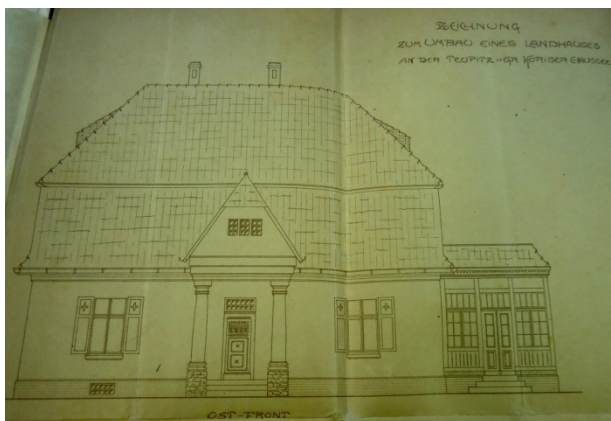 ZEICHNUNG
ZUM UMBAU EINES LANDHAUSES
AN DER TEUPITZ-GR. KÖRISER CHAUSSEE
OST-FRONT